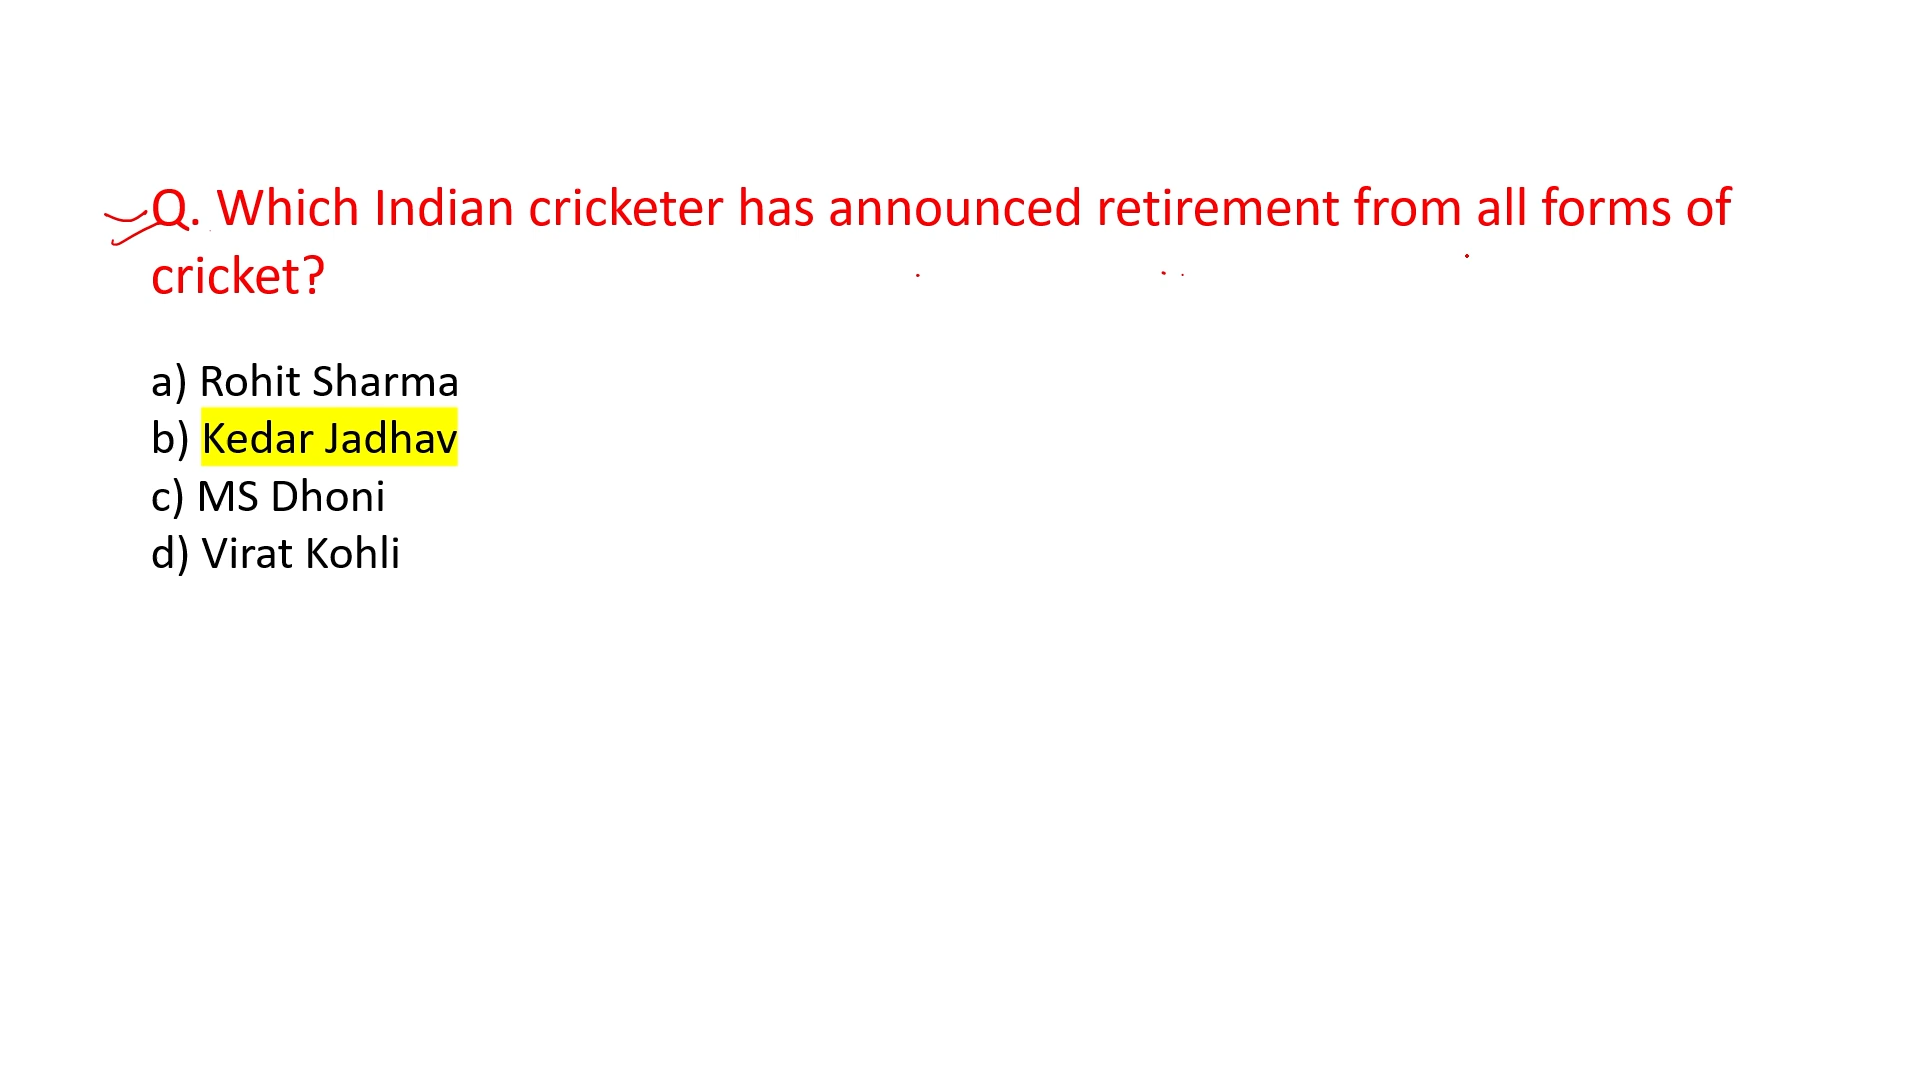 Q. Which Indian cricketer has announced retirement from all forms of
cricket?
a) Rohit Sharma
b) Kedar Jadhav
c) MS Dhoni
d) Virat Kohli